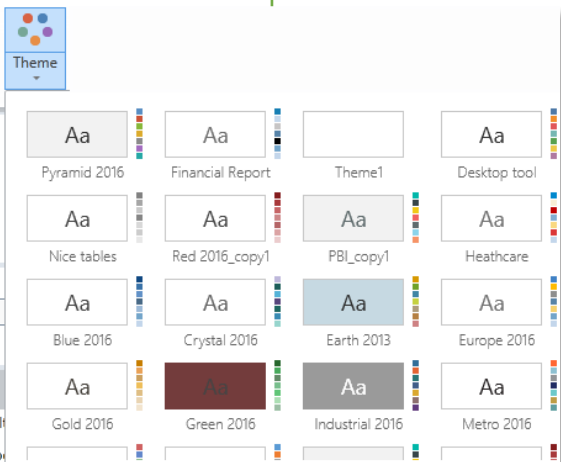 Theme
Aa Aa Aa
Pyramid 2016 Financial Report Theme1 Desktop tool
Aa Aa Aa Aa
Nice tables Red 2016_copy1 PBI_copy1 Heathcare
Aa Aa Aa Aa
Blue 2016 Crystal 2016 Earth 2013 Europe 2016
Aa Aa Aa Aa
Gold 2016 Green 2016 Industrial 2016 Metro 2016